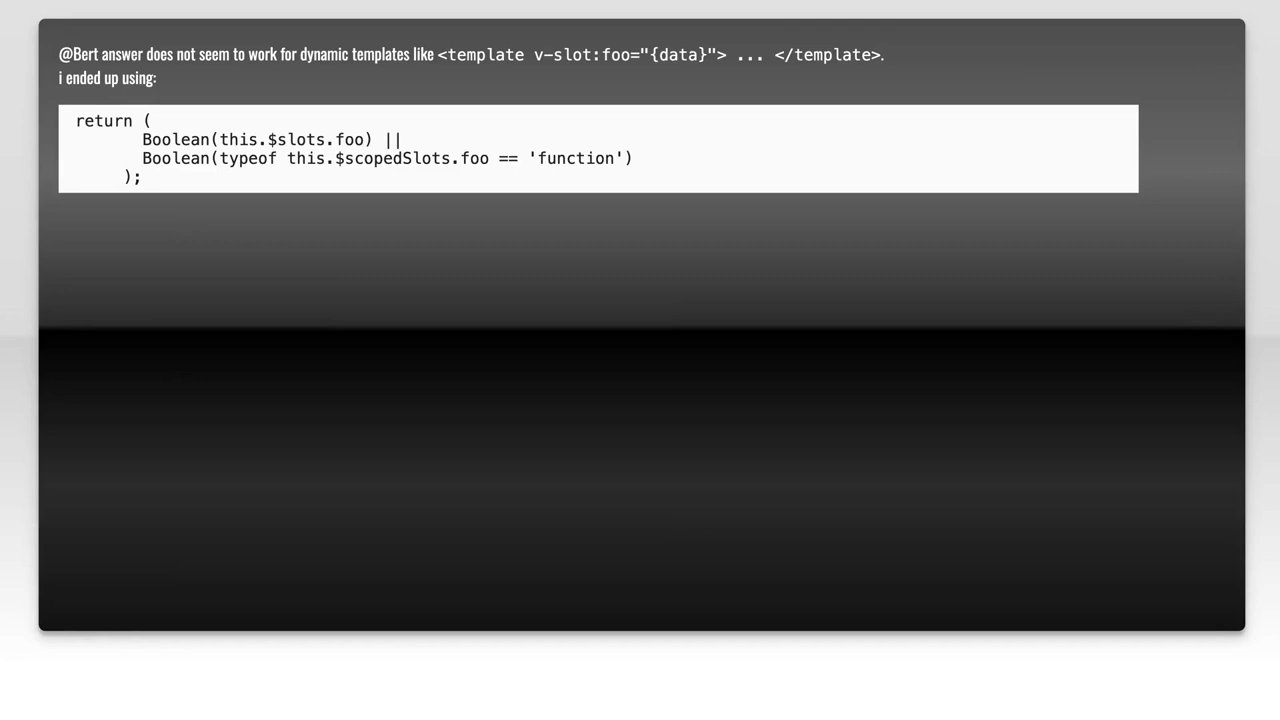 @Bert answer does not seem to work for dynamic templates like <template v-slot:foo="{data}"> ... </template>.
i ended up using:
return (
Boolean(this.$slots.foo) ||
Boolean(typeof this.$scopedSlots.foo == 'function')
);